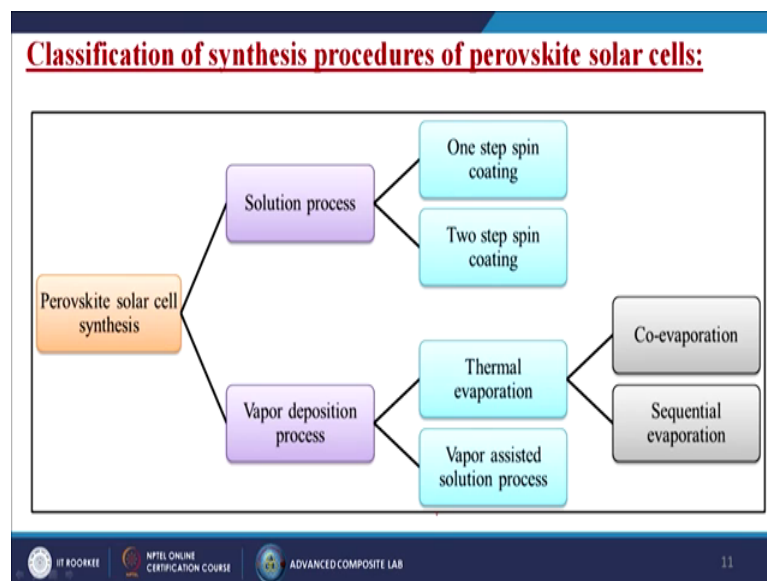 Classification of synthesis procedures of perovskite solar cells:
One step spin
coating
Solution process
Two step spin
coating
Perovskite solar cell
synthesis
Co-evaporation
Thermal
evaporation
Vapor deposition
process
Sequential
evaporation
Vapor assisted
solution process
IIT ROORKEE
NPTEL ONLINE
CERTIFICATION COURSE
ADVANCED COMPOSITE LAB
11